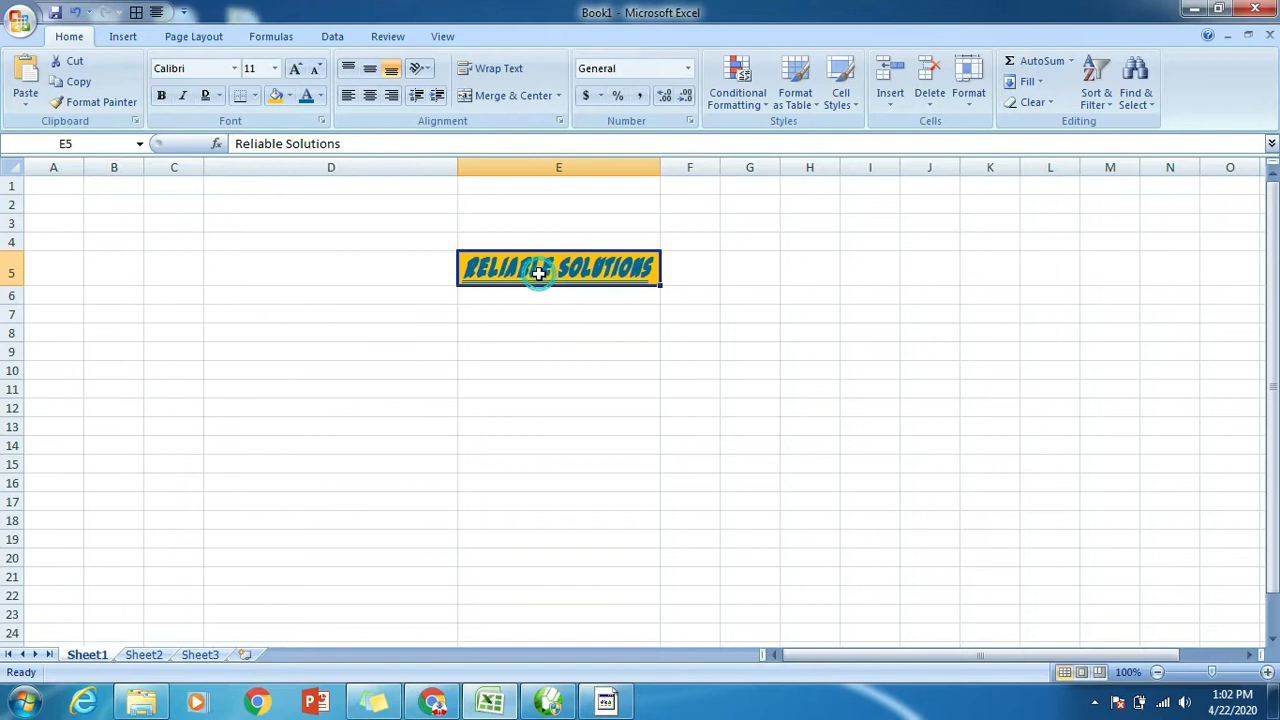 Book1 - Microsoft Excel
Home Insert Page Layout Formulas Data Review View
Paste
Cut
Copy
Format Painter
Clipboard
Calibri 11
B I D
Font
Wrap Text
Merge & Center
Alignment
General
$ % ,
Number
Conditional Formatting
Format as Table
Cell Styles
Styles
Insert Delete Format
Cells
AutoSum
Fill
Clear
Sort & Filter
Find & Select
Editing
E5 fx Reliable Solutions
A B C D E F G H I J K L M N O
1
2
3
4
5 RELIABLE SOLUTIONS
6
7
8
9
10
11
12
13
14
15
16
17
18
19
20
21
22
23
24
Sheet1 Sheet2 Sheet3
Ready 100%
1:02 PM
4/22/2020